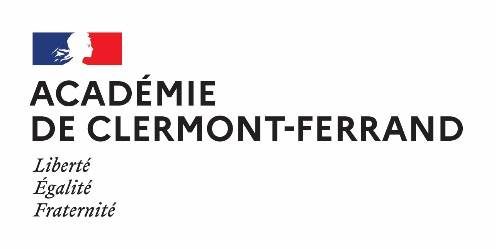 ACADÉMIE
DE CLERMONT-FERRAND
Liberté
Égalité
Fraternité